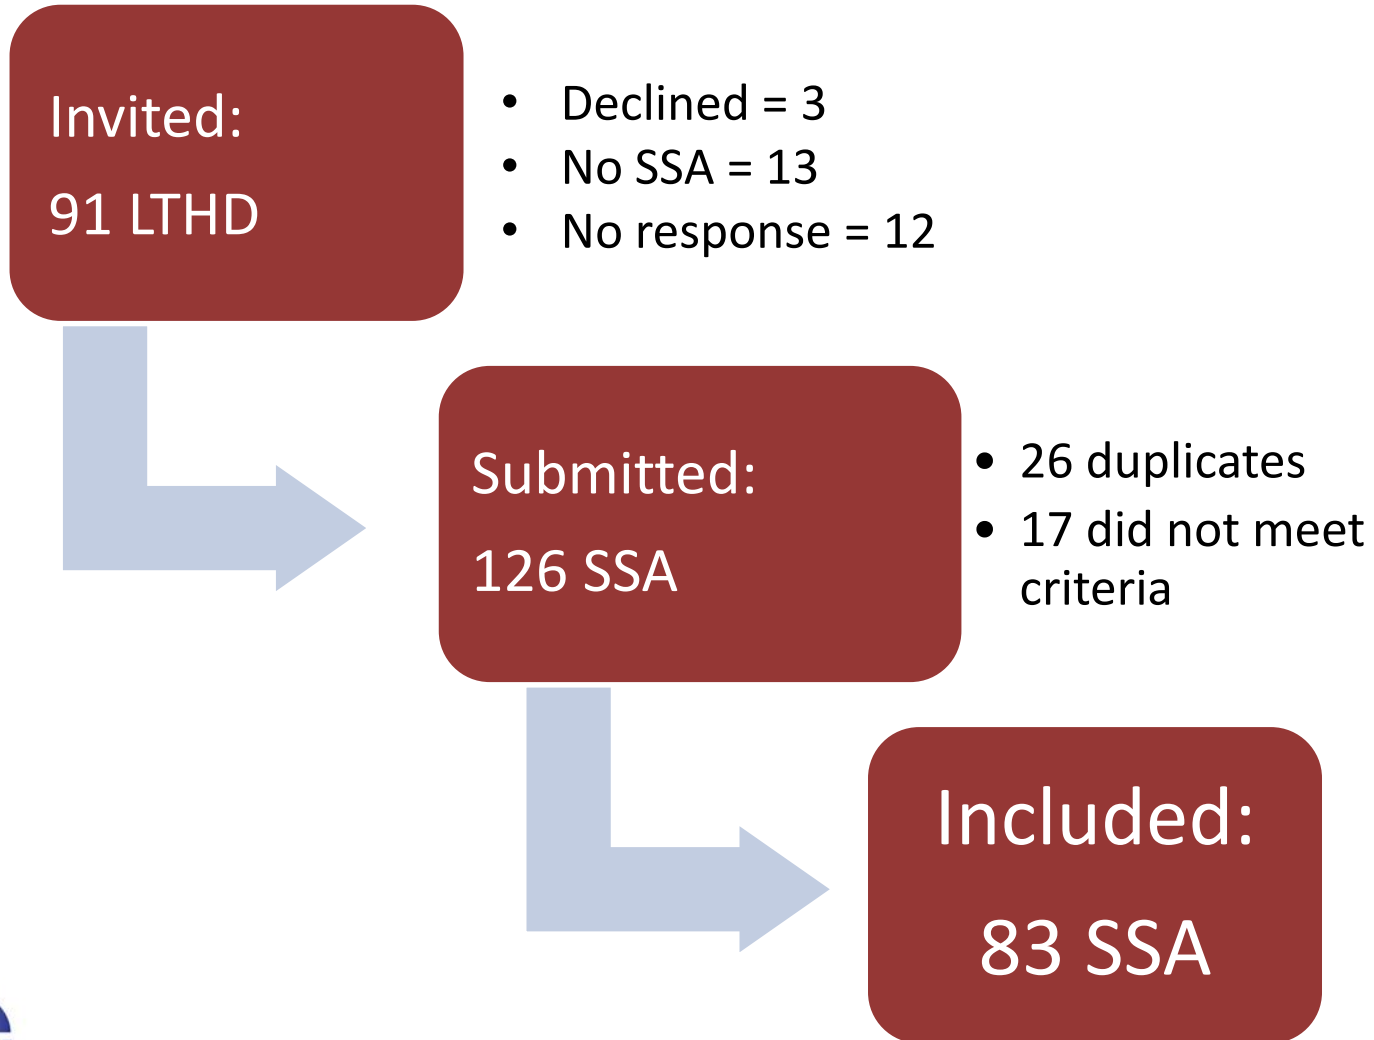 Invited:
91 LTHD
• Declined = 3
• No SSA = 13
• No response = 12
Submitted:
126 SSA
• 26 duplicates
• 17 did not meet
criteria
Included:
83 SSA